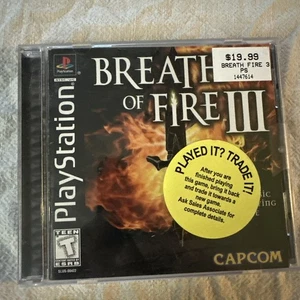 PlayStation
BREATH
OF FIRE III
$19.99
BREATH FIRE 3
PS
1447614
PLAYED IT? TRADE IT!
After you are
finished playing
this game, bring it back
and trade it towards a
new game.
Ask Sales Associate for
complete details.
TEEN
T
ESRB
CAPCOM
PlayStation